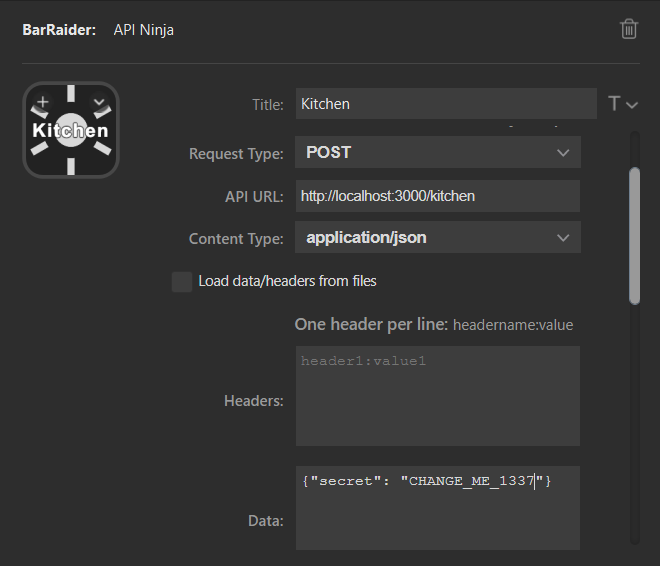 BarRaider: API Ninja
Kitchen
Title: Kitchen
T
Request Type: POST
API URL: http://localhost:3000/kitchen
Content Type: application/json
Load data/headers from files
One header per line: headername:value
Headers: header1:value1
Data: {"secret": "CHANGE_ME_1337"}